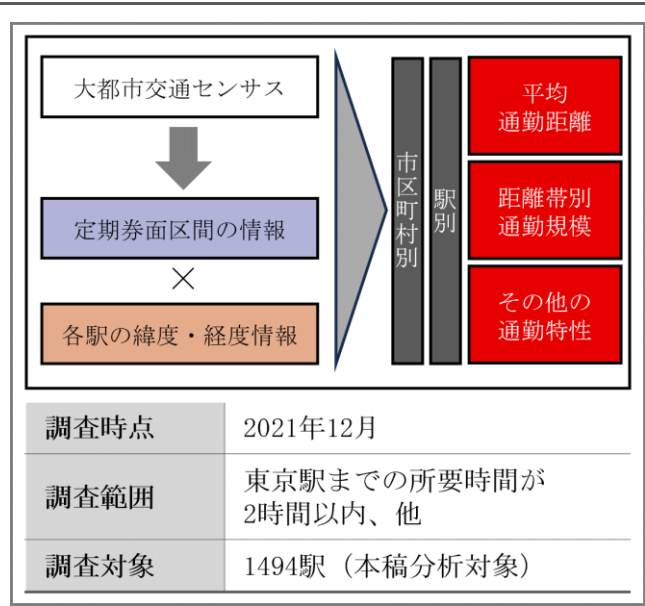 大都市交通センサス
定期券面区間の情報
×
各駅の緯度・経度情報
市区町村別
駅別
平均
通勤距離
距離帯別
通勤規模
その他の
通勤特性
調査時点
2021年12月
調査範囲
東京駅までの所要時間が
2時間以内、他
調査対象
1494駅（本稿分析対象）